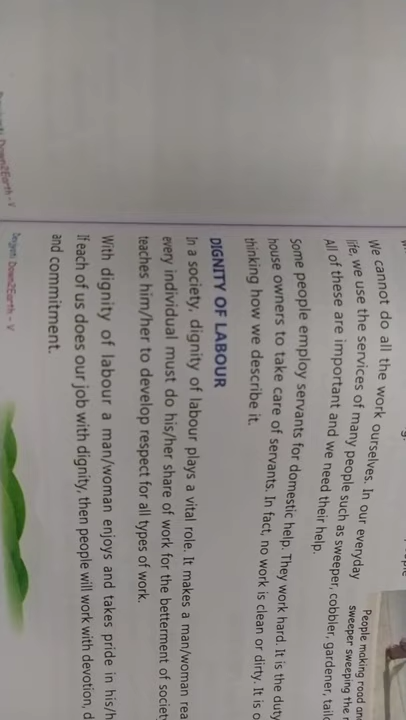 We cannot do all the work ourselves. In our everyday
life, we use the services of many people such as sweeper, cobbler, gardener,
All of these are important and we need their help.
People making road
sweeper sweeping the
Some people employ servants for domestic help. They work hard. It is the duty
house owners to take care of servants. In fact, no work is clean or dirty. It is
thinking how we describe it.
DIGNITY OF LABOUR
In a society, dignity of labour plays a vital role. It makes a man/woman
every individual must do his/her share of work for the betterment of
teaches him/her to develop respect for all types of work.
With dignity of labour a man/woman enjoys and takes pride in
If each of us does our job with dignity, then people will work with devotion,
and commitment.
Down2Earth – V
Down2Earth – V